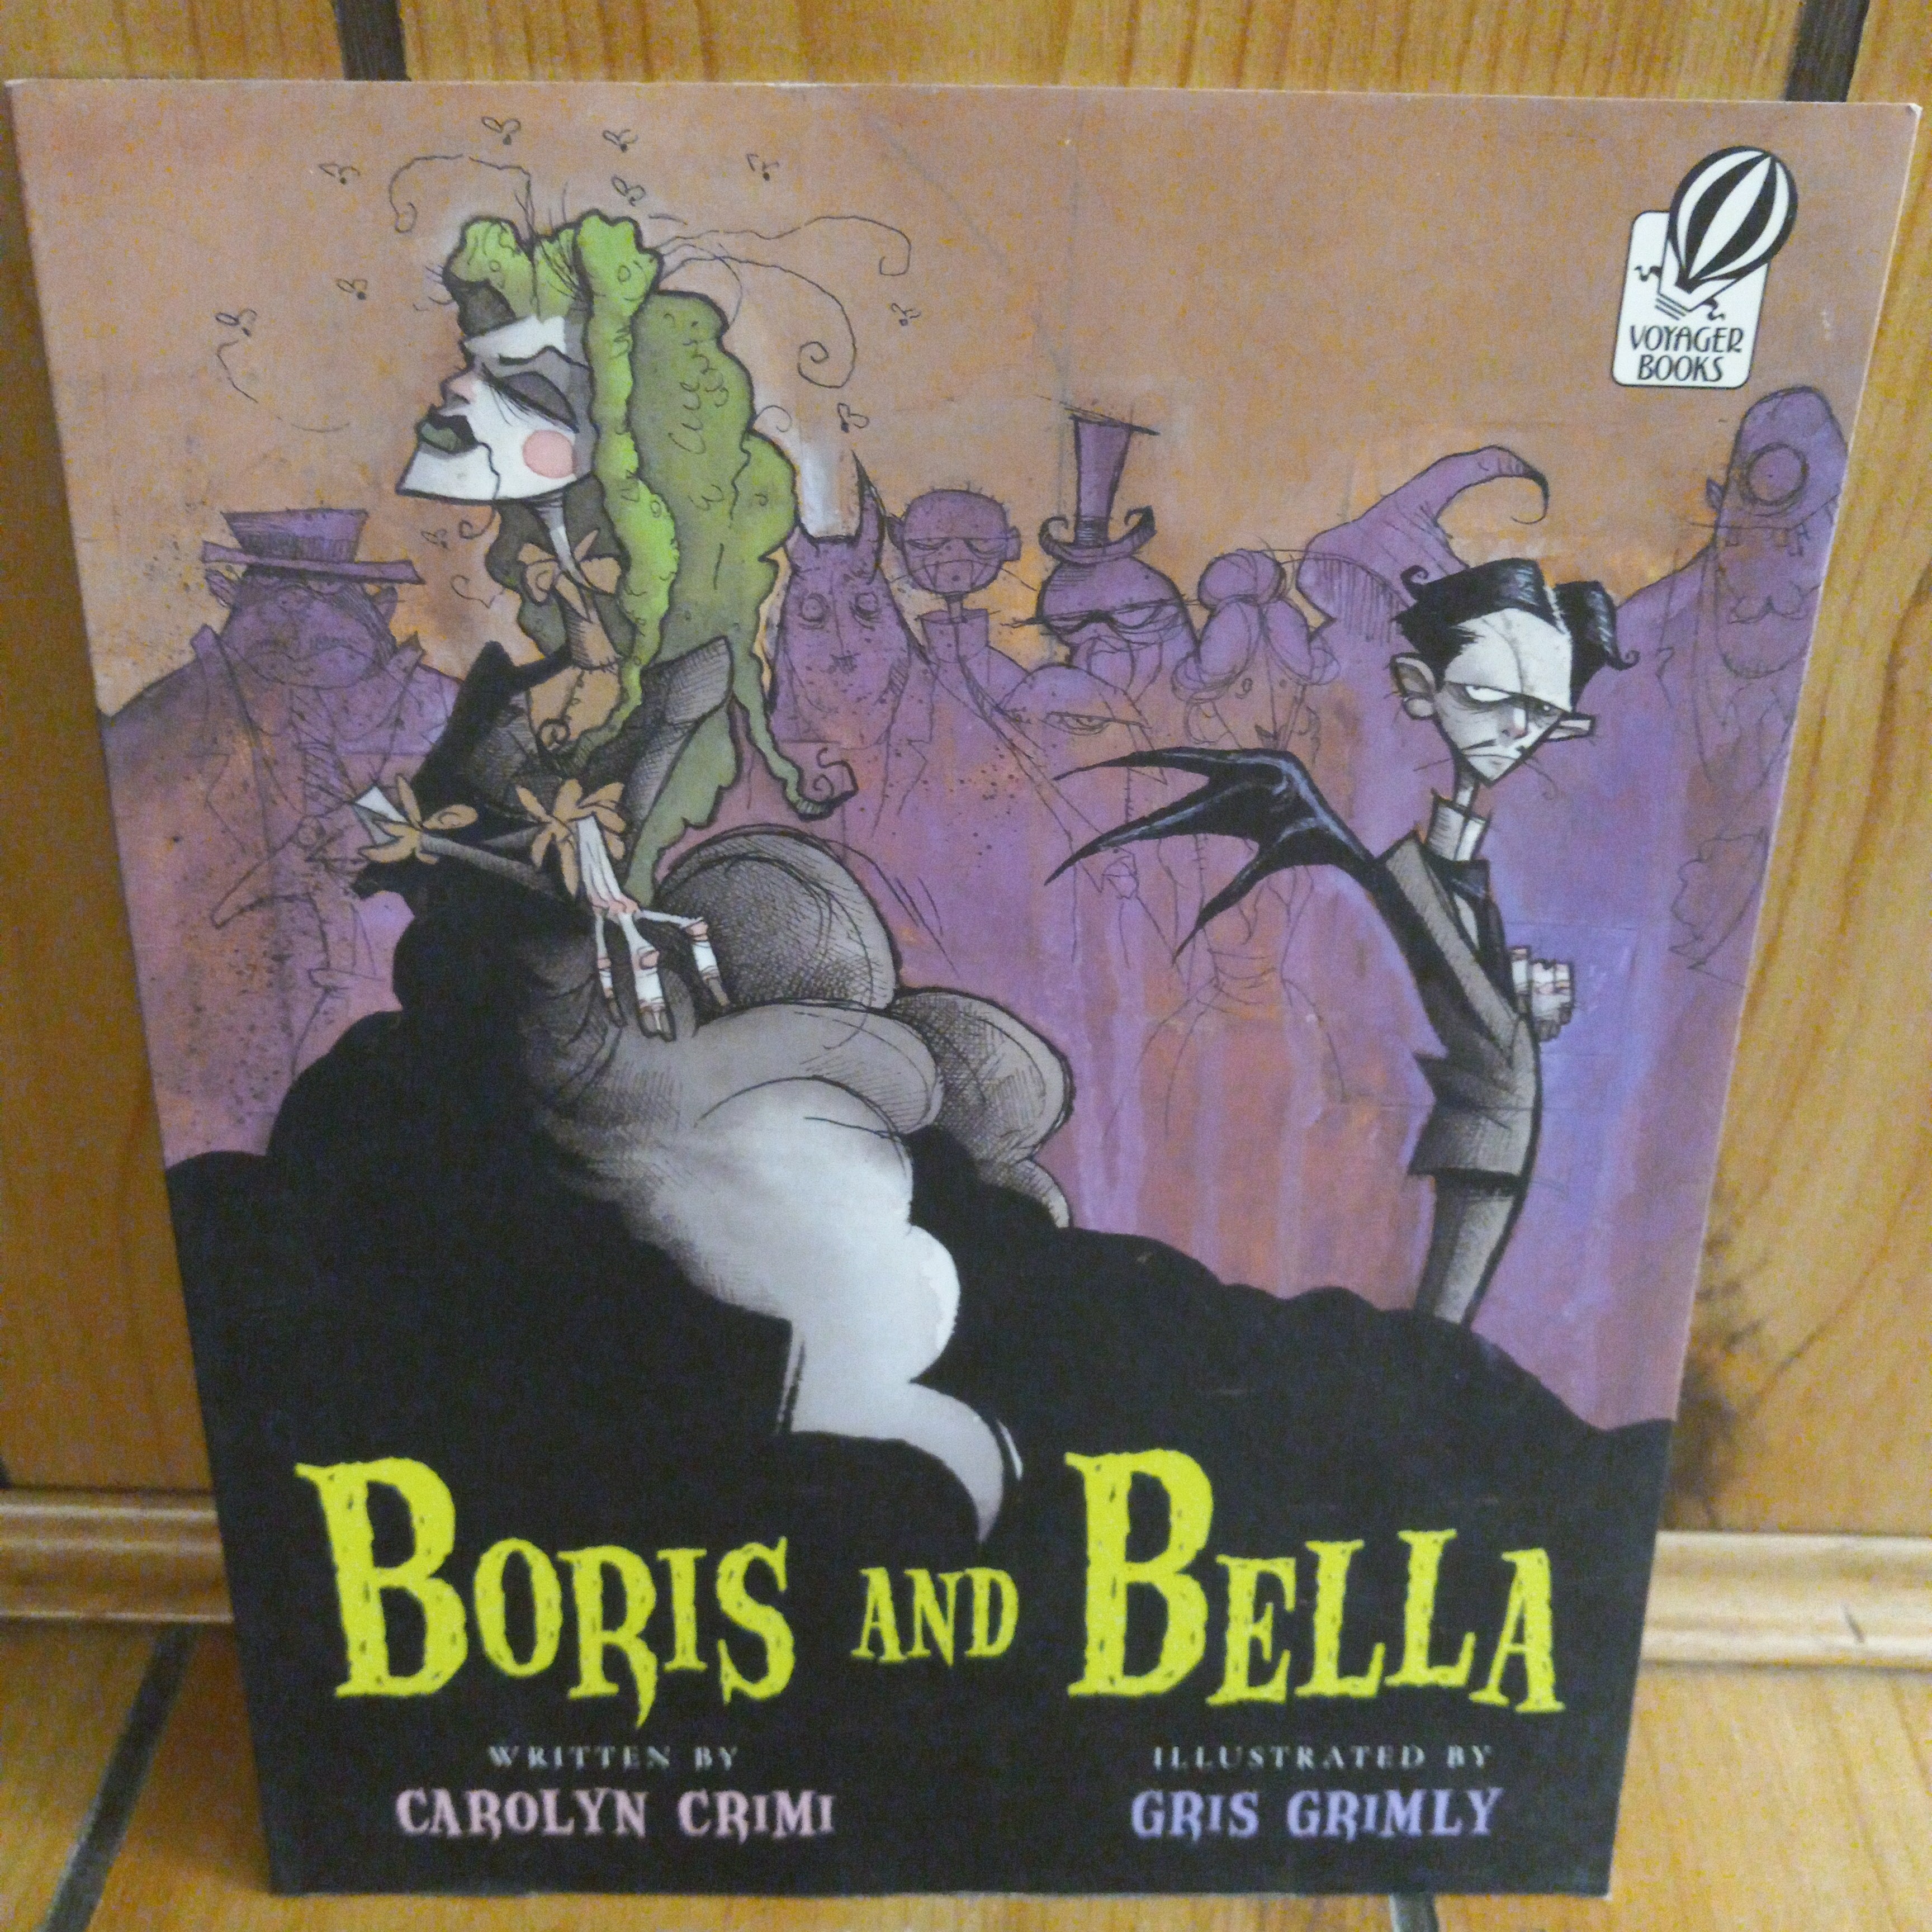 VOYAGER
BOOKS
BORIS AND BELLA
WRITTEN BY
CAROLYN CRIMI
ILLUSTRATED BY
GRIS GRIMLY